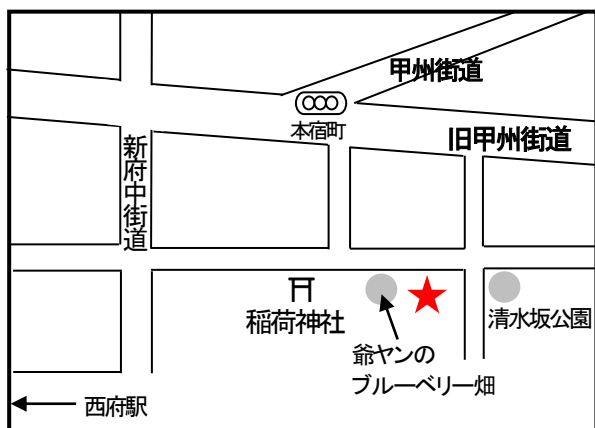 甲州街道
本宿町
旧甲州街道
新府中街道
稲荷神社
清水坂公園
爺ヤンの
ブルーベリー畑
西府駅